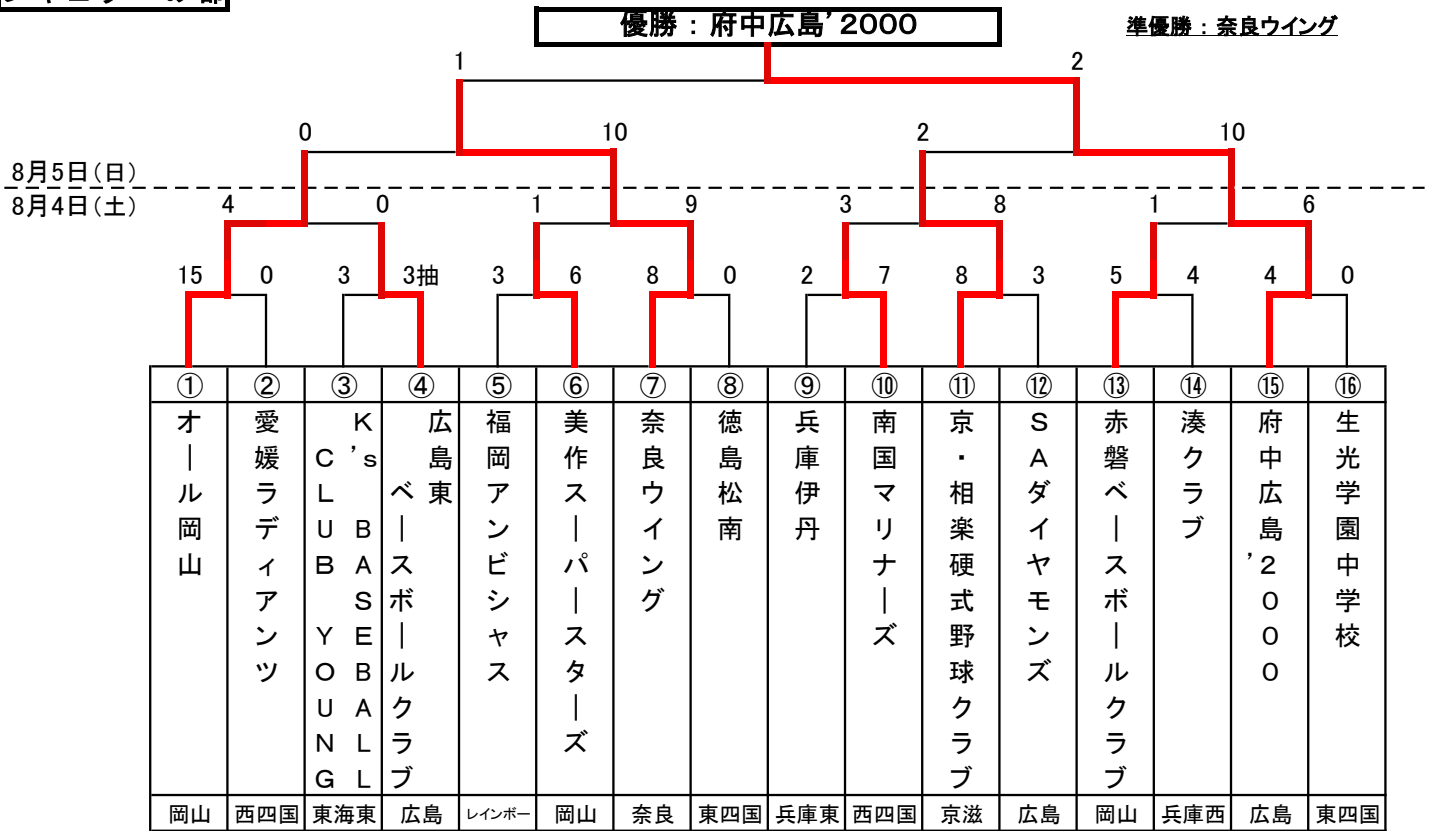 優勝：府中広島’2000
準優勝：奈良ウイング
1 2
0 10 2 10
8月5日（日）
8月4日（土）
4 0 1 9 3 8 1 6
15 0 3 3抽 3 6 8 0 2 7 8 3 5 4 4 0
① ② ③ ④ ⑤ ⑥ ⑦ ⑧ ⑨ ⑩ ⑪ ⑫ ⑬ ⑭ ⑮ ⑯
オール岡山
愛媛ラディアンツ
K’s BASEBALL
CLUB YOUNG
広島東
ベースボールクラブ
福岡アンビシャス
美作スーパースターズ
奈良ウイング
徳島松南
兵庫伊丹
南国マリナーズ
京・相楽硬式野球クラブ
SAダイヤモンズ
赤磐ベースボールクラブ
湊クラブ
府中広島’2000
生光学園中学校
岡山 西四国 東海東 広島 レインボー 岡山 奈良 東四国 兵庫東 西四国 京滋 広島 岡山 兵庫西 広島 東四国